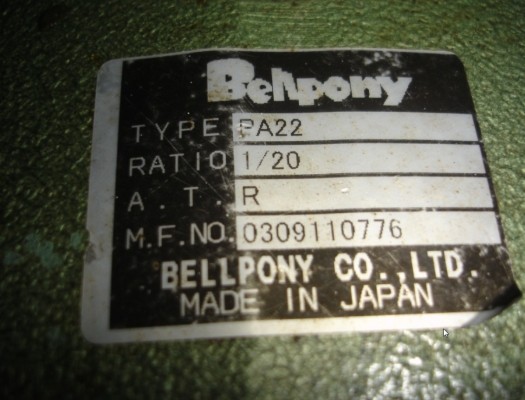 Bellpony
TYPE PA22
RATIO 1/20
A.T. R
M.F.NO. 0309110776
BELLPONY CO.,LTD.
MADE IN JAPAN